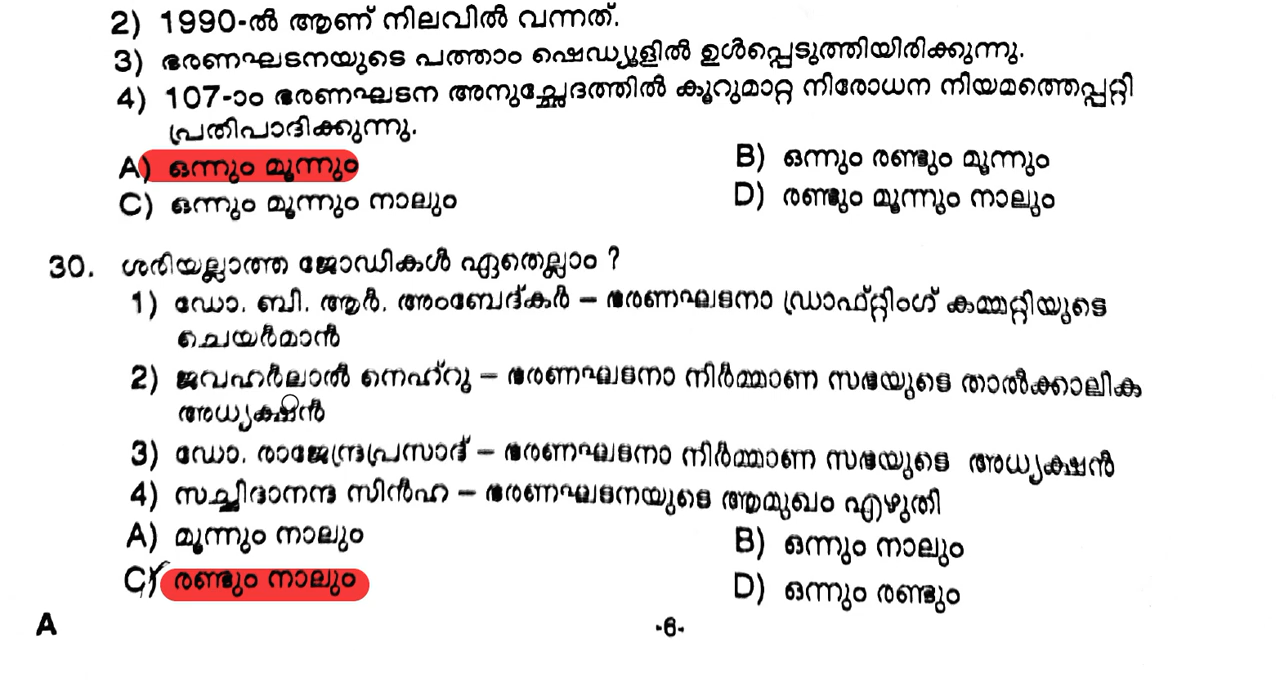 2) 1990-ൽ ആണ് നിലവിൽ വന്നത്.
3) ഭരണഘടനയുടെ പത്താം ഷെഡ്യൂളിൽ ഉൾപ്പെടുത്തിയിരിക്കുന്നു.
4) 107-ാം ഭരണഘടന അനുച്ഛേദത്തിൽ കൂറുമാറ്റ നിരോധന നിയമത്തെപ്പറ്റി
പ്രതിപാദിക്കുന്നു.
A) ഒന്നും മൂന്നും B) ഒന്നും രണ്ടും മൂന്നും
C) ഒന്നും മൂന്നും നാലും D) രണ്ടും മൂന്നും നാലും
30. ശരിയല്ലാത്ത ജോഡികൾ ഏതെല്ലാം ?
1) ഡോ. ബി. ആർ. അംബേദ്കർ – ഭരണഘടനാ ഡ്രാഫ്റ്റിംഗ് കമ്മറ്റിയുടെ
ചെയർമാൻ
2) ജവഹർലാൽ നെഹ്റു – ഭരണഘടനാ നിർമ്മാണ സഭയുടെ താൽക്കാലിക
അധ്യക്ഷൻ
3) ഡോ. രാജേന്ദ്രപ്രസാദ് – ഭരണഘടനാ നിർമ്മാണ സഭയുടെ അധ്യക്ഷൻ
4) സച്ചിദാനന്ദ സിൻഹ – ഭരണഘടനയുടെ ആമുഖം എഴുതി
A) മൂന്നും നാലും B) ഒന്നും നാലും
C) രണ്ടും നാലും D) ഒന്നും രണ്ടും
A -6-